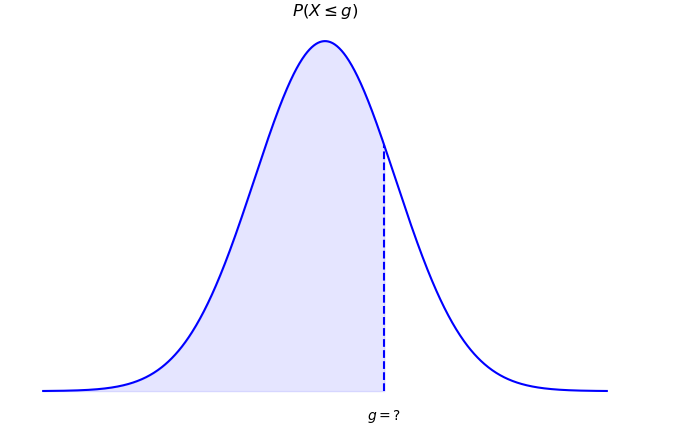 P(X ≤ g)
g = ?